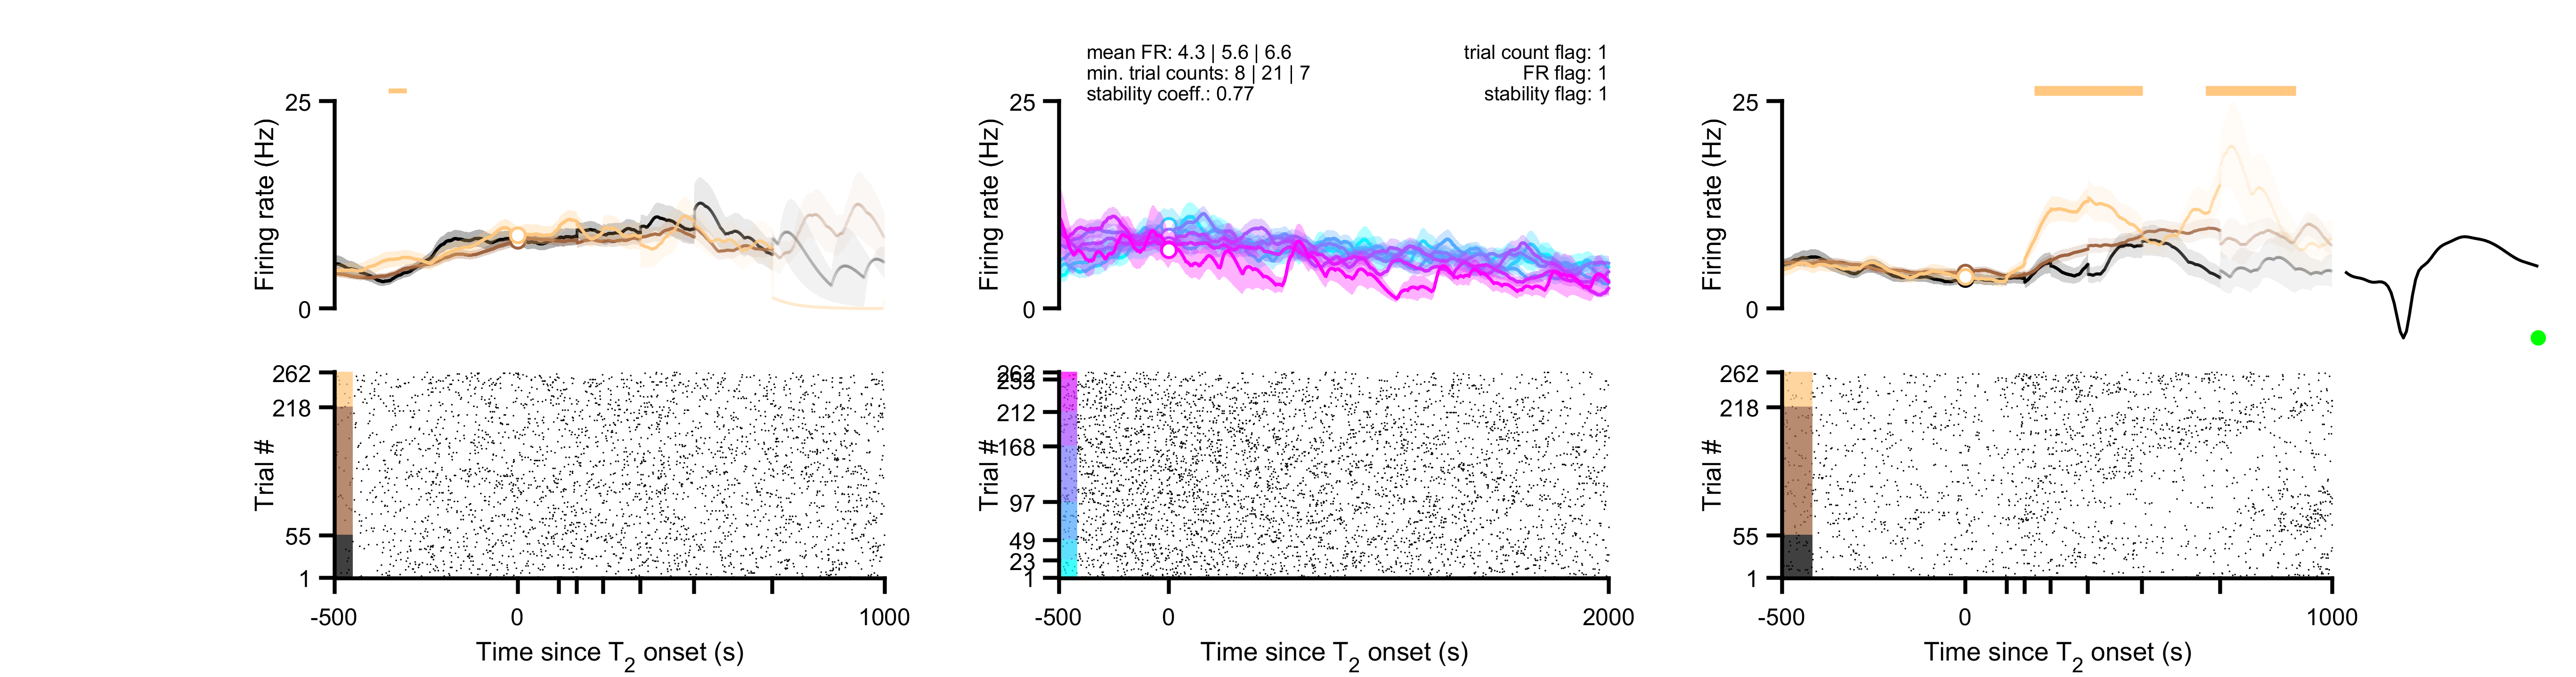 mean FR: 4.3 | 5.6 | 6.6
min. trial counts: 8 | 21 | 7
stability coeff.: 0.77
trial count flag: 1
FR flag: 1
stability flag: 1
25
Firing rate (Hz)
0
25
Firing rate (Hz)
0
25
Firing rate (Hz)
0
262
218
Trial #
55
1
-500
0
1000
Time since T2 onset (s)
262
212
Trial #
168
97
49
23
1
-500
0
2000
Time since T2 onset (s)
262
218
Trial #
55
1
-500
0
1000
Time since T2 onset (s)